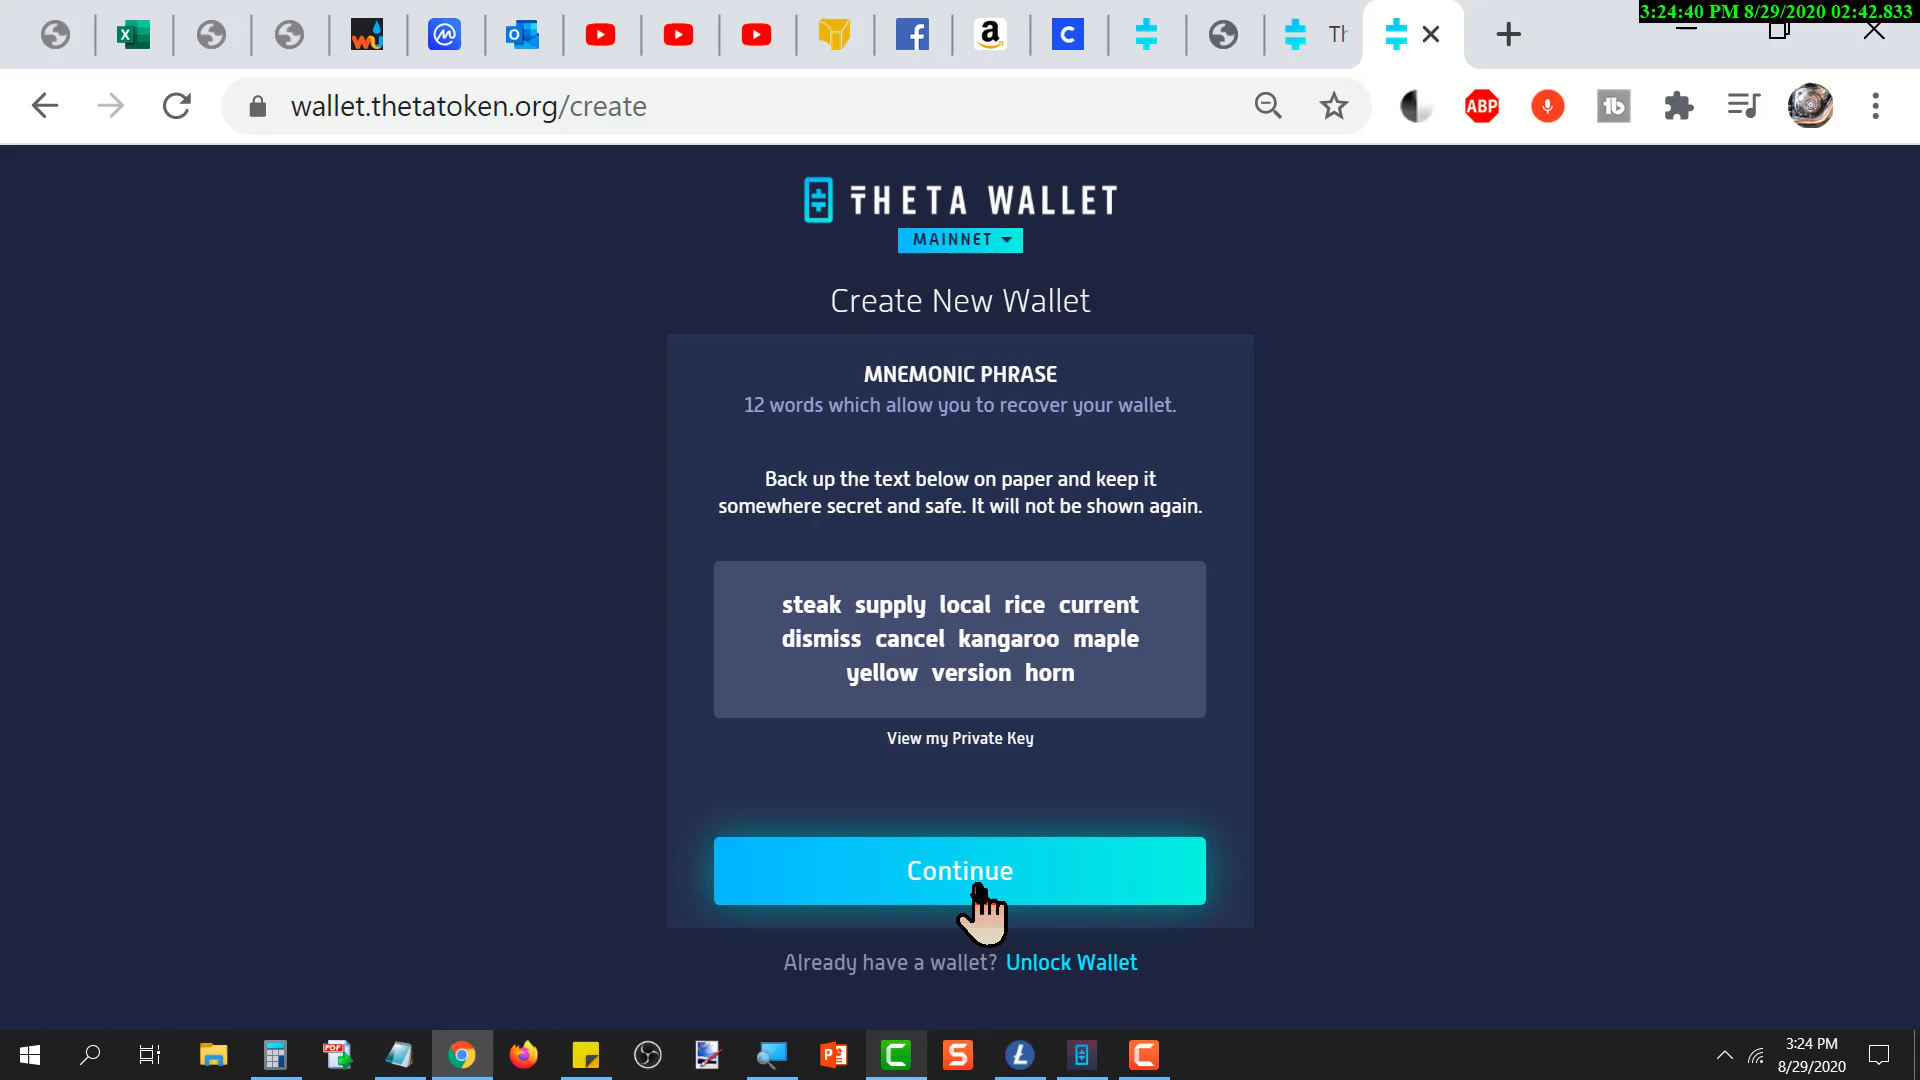 3:24:40 PM 8/29/2020 02:42.833
Th
wallet.thetatoken.org/create
ABP
THETA WALLET
MAINNET
Create New Wallet
MNEMONIC PHRASE
12 words which allow you to recover your wallet.
Back up the text below on paper and keep it
somewhere secret and safe. It will not be shown again.
steak supply local rice current
dismiss cancel kangaroo maple
yellow version horn
View my Private Key
Continue
Already have a wallet? Unlock Wallet
3:24 PM
8/29/2020